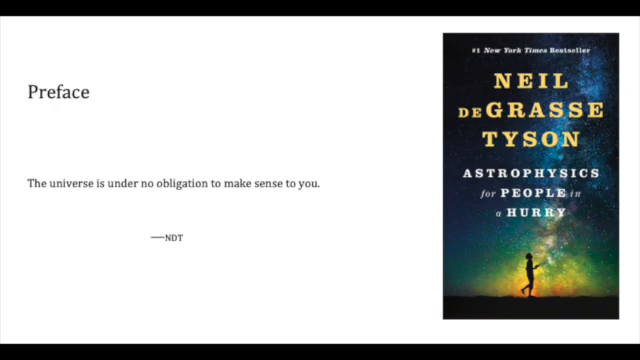 Preface
The universe is under no obligation to make sense to you.
—NDT
#1 New York Times Bestseller
NEIL
DEGRASSE
TYSON
ASTROPHYSICS
for PEOPLE in
a HURRY